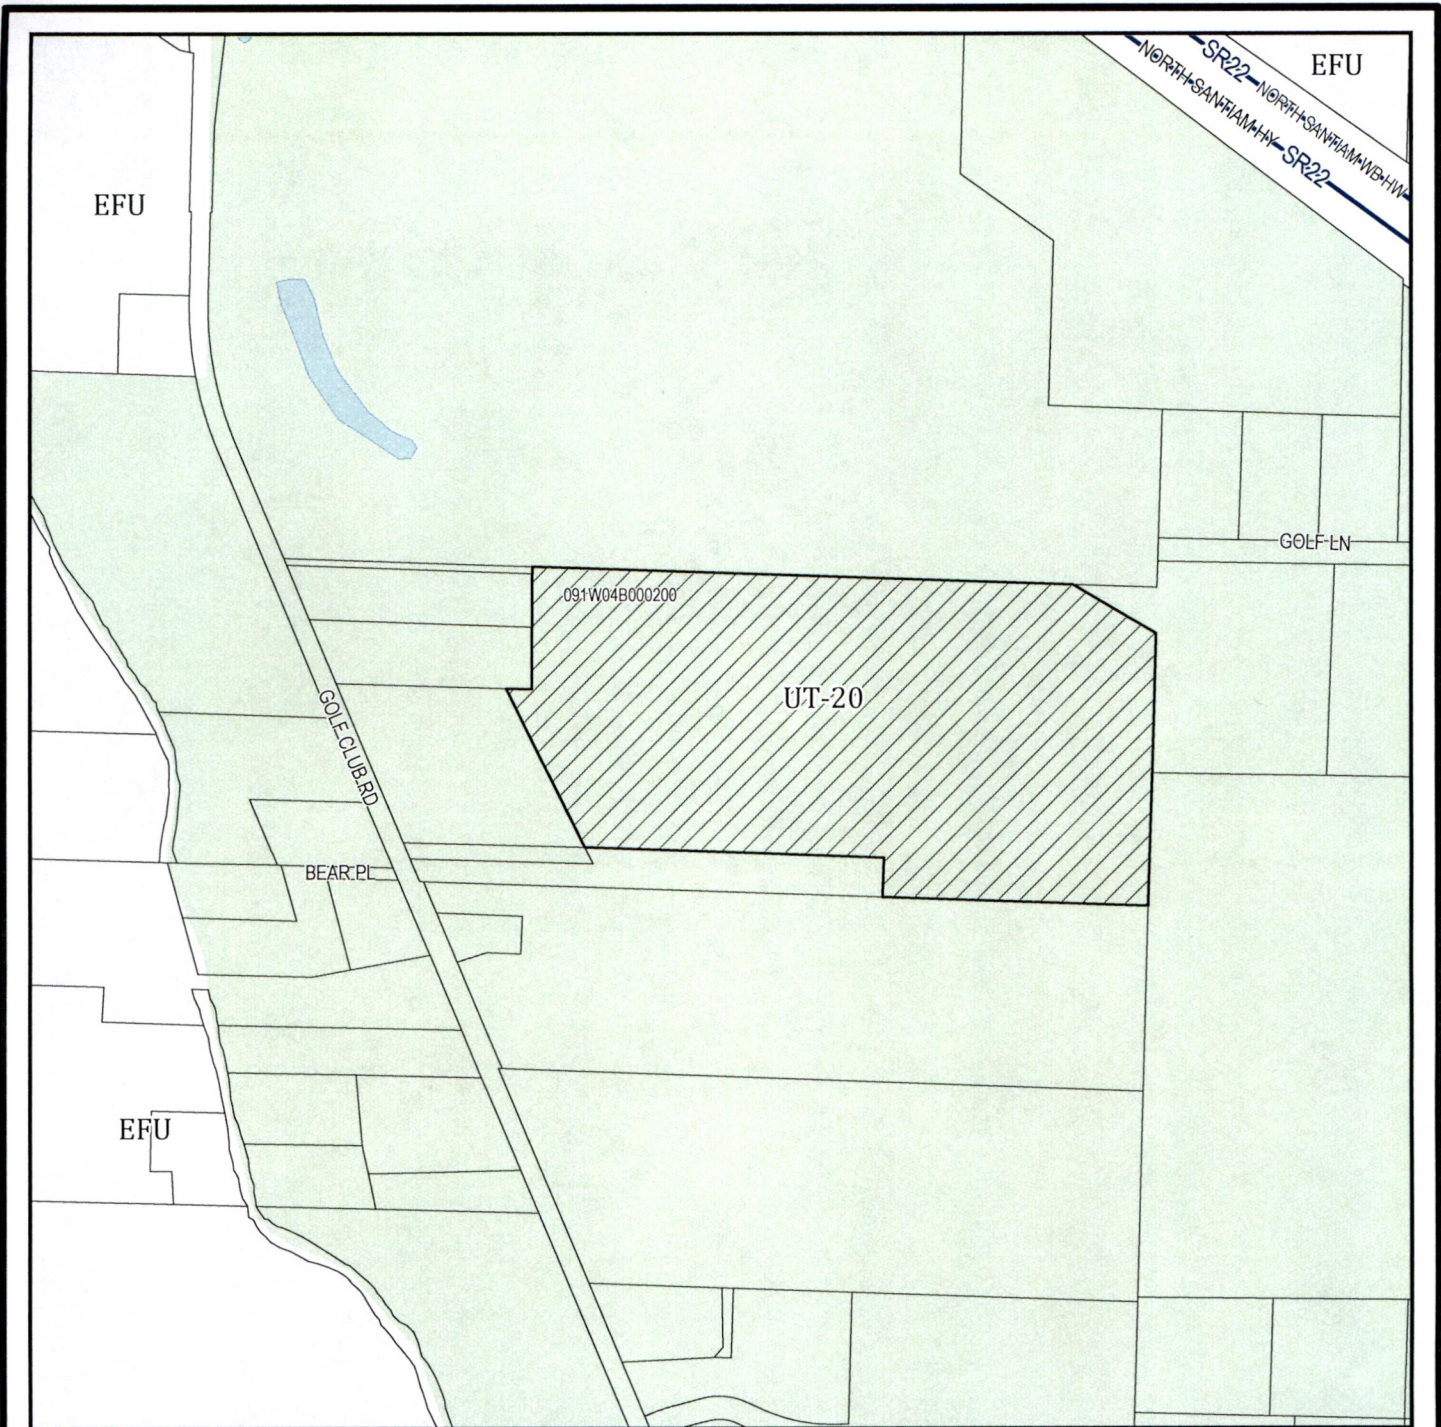 EFU
SR22
NORTH SANTIAM WB HW
NORTH SANTIAM HY
SR22
EFU
GOLF LN
091W04B000200
UT-20
GOLF CLUB RD
BEAR PL
EFU